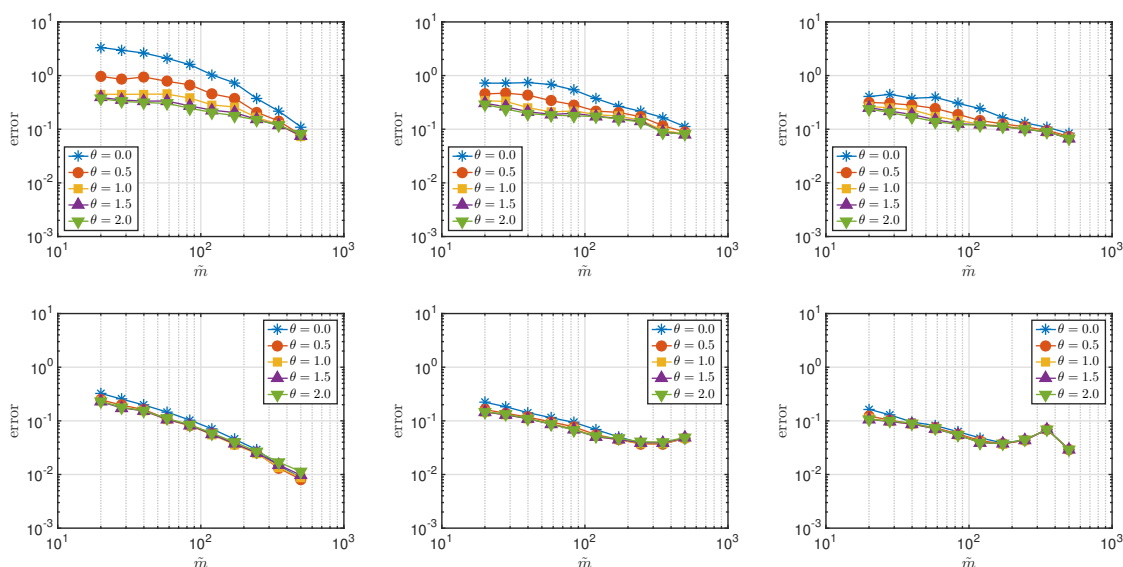 10^1
10^0
10^{-1}
10^{-2}
10^{-3}
error
θ = 0.0
θ = 0.5
θ = 1.0
θ = 1.5
θ = 2.0
10^1 10^2 10^3
m̃
10^1
10^0
10^{-1}
10^{-2}
10^{-3}
error
θ = 0.0
θ = 0.5
θ = 1.0
θ = 1.5
θ = 2.0
10^1 10^2 10^3
m̃
10^1
10^0
10^{-1}
10^{-2}
10^{-3}
error
θ = 0.0
θ = 0.5
θ = 1.0
θ = 1.5
θ = 2.0
10^1 10^2 10^3
m̃
10^1
10^0
10^{-1}
10^{-2}
10^{-3}
error
θ = 0.0
θ = 0.5
θ = 1.0
θ = 1.5
θ = 2.0
10^1 10^2 10^3
m̃
10^1
10^0
10^{-1}
10^{-2}
10^{-3}
error
θ = 0.0
θ = 0.5
θ = 1.0
θ = 1.5
θ = 2.0
10^1 10^2 10^3
m̃
10^1
10^0
10^{-1}
10^{-2}
10^{-3}
error
θ = 0.0
θ = 0.5
θ = 1.0
θ = 1.5
θ = 2.0
10^1 10^2 10^3
m̃